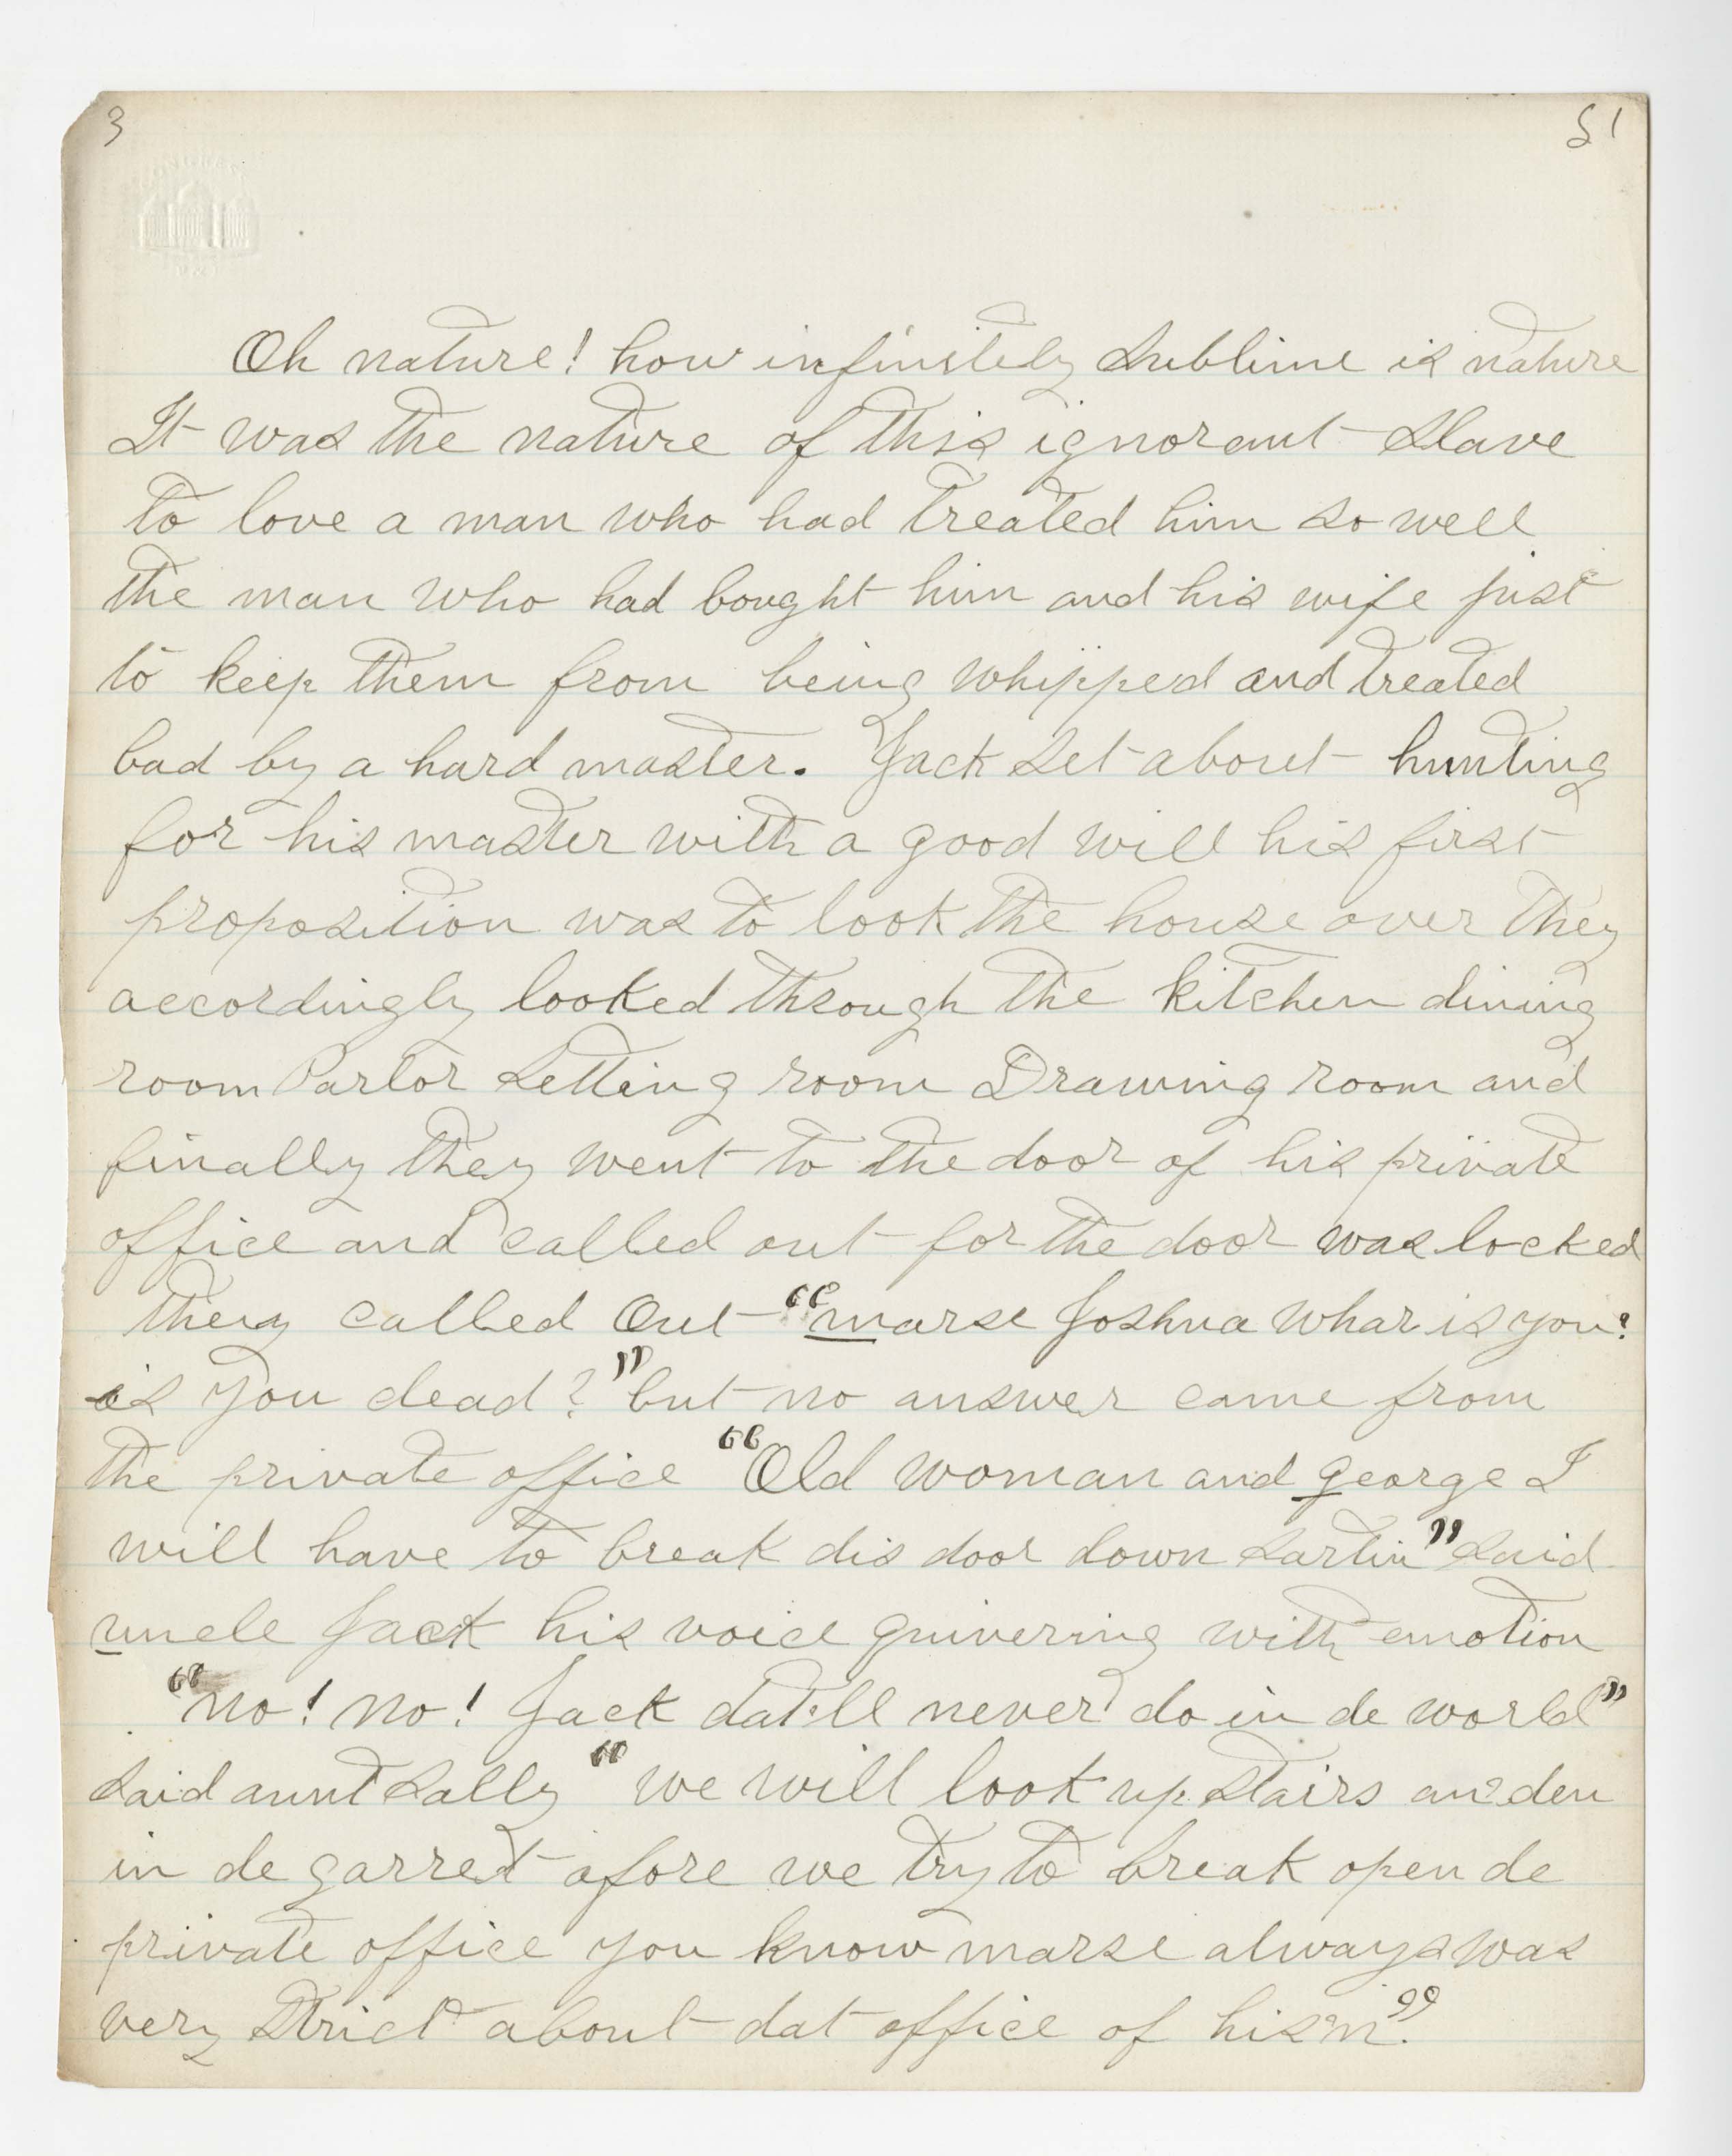 3
51
Oh nature! how infinitely sublime is nature
It was the nature of this ignorant slave
to love a man who had treated him so well
the man who had bought him and his wife just
to keep them from being whipped and treated
bad by a hard master. Jack set about hunting
for his master with a good will his first
proposition was to look the house over they
accordingly looked through the kitchen dining
room Parlor setting room Drawing room and
finally they went to the door of his private
office and called out for the door was locked
they called out "marse Joshua whar is you?
is you dead?" but no answer came from
the private office "Old woman and george I
will have to break dis door down sartin" said
uncle Jack his voice quivering with emotion
"no! no! Jack dat'll never do in de world"
said aunt sally "we will look up stairs an den
in de garret afore we try to break open de
private office you know marse always was
very strict about dat office of his'n."